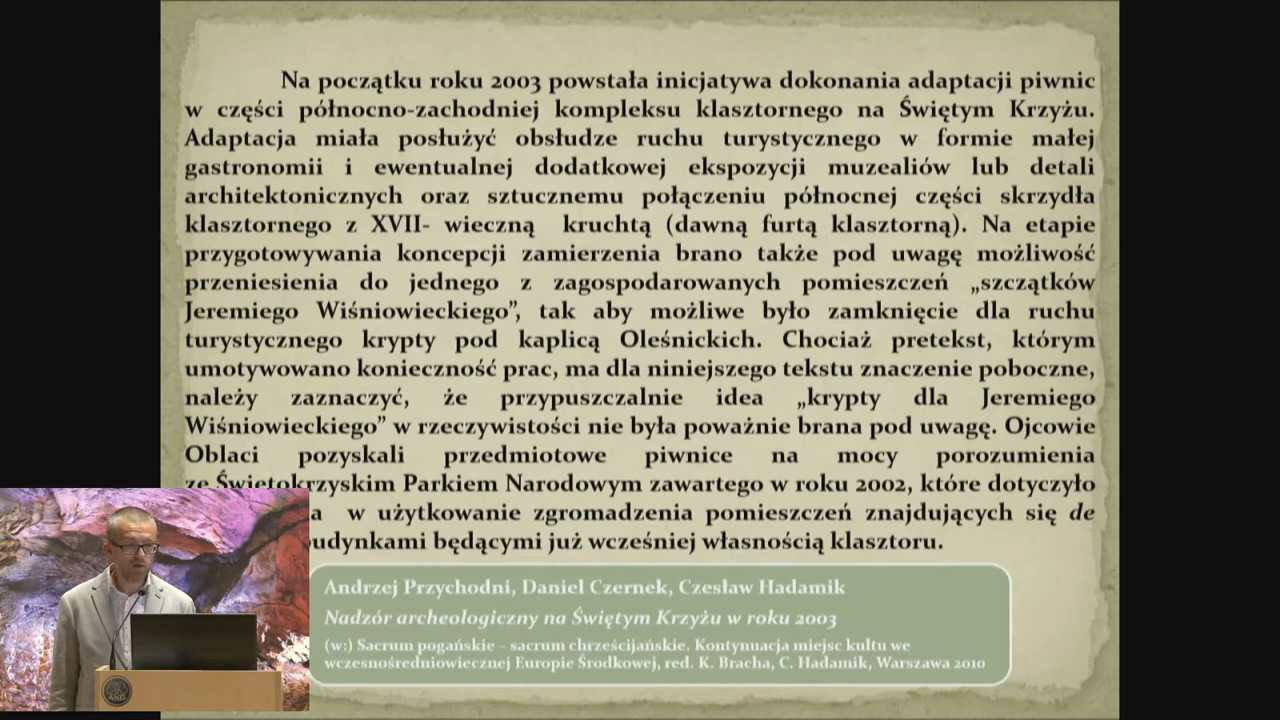 Na początku roku 2003 powstała inicjatywa dokonania adaptacji piwnic
w części północno-zachodniej kompleksu klasztornego na Świętym Krzyżu.
Adaptacja miała posłużyć obsłudze ruchu turystycznego w formie małej
gastronomii i ewentualnej dodatkowej ekspozycji muzealiów lub detali
architektonicznych oraz sztucznemu połączeniu północnej części skrzydła
klasztornego z XVII- wieczną kruchtą (dawną furtą klasztorną). Na etapie
przygotowywania koncepcji zamierzenia brano także pod uwagę możliwość
przeniesienia do jednego z zagospodarowanych pomieszczeń „szczątków
Jeremiego Wiśniowieckiego”, tak aby możliwe było zamknięcie dla ruchu
turystycznego krypty pod kaplicą Oleśnickich. Chociaż pretekst, którym
umotywowano konieczność prac, ma dla niniejszego tekstu znaczenie poboczne,
należy zaznaczyć, że przypuszczalnie idea „krypty dla Jeremiego
Wiśniowieckiego” w rzeczywistości nie była poważnie brana pod uwagę. Ojcowie
Oblaci pozyskali przedmiotowe piwnice na mocy porozumienia
ze Świętokrzyskim Parkiem Narodowym zawartego w roku 2002, które dotyczyło
w użytkowanie zgromadzenia pomieszczeń znajdujących się de
będącymi już wcześniej własnością klasztoru.
Andrzej Przychodni, Daniel Czernek, Czesław Hadamik
Nadzór archeologiczny na Świętym Krzyżu w roku 2003
(w:) Sacrum pogańskie – sacrum chrześcijańskie. Kontynuacja miejsc kultu we
wczesnośredniowiecznej Europie Środkowej, red. K. Bracha, C. Hadamik, Warszawa 2010